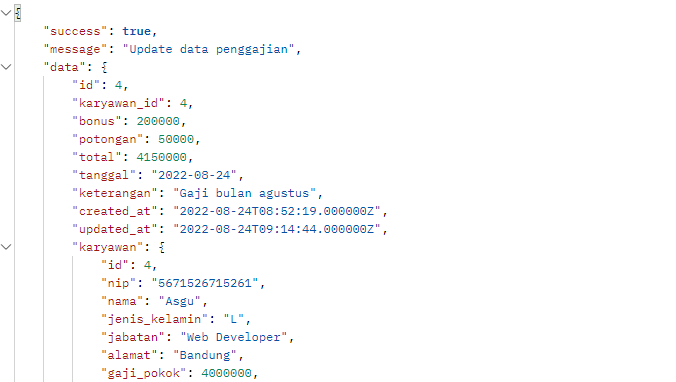 {
"success": true,
"message": "Update data penggajian",
"data": {
"id": 4,
"karyawan_id": 4,
"bonus": 200000,
"potongan": 50000,
"total": 4150000,
"tanggal": "2022-08-24",
"keterangan": "Gaji bulan agustus",
"created_at": "2022-08-24T08:52:19.000000Z",
"updated_at": "2022-08-24T09:14:44.000000Z",
"karyawan": {
"id": 4,
"nip": "5671526715261",
"nama": "Asgu",
"jenis_kelamin": "L",
"jabatan": "Web Developer",
"alamat": "Bandung",
"gaji_pokok": 4000000,